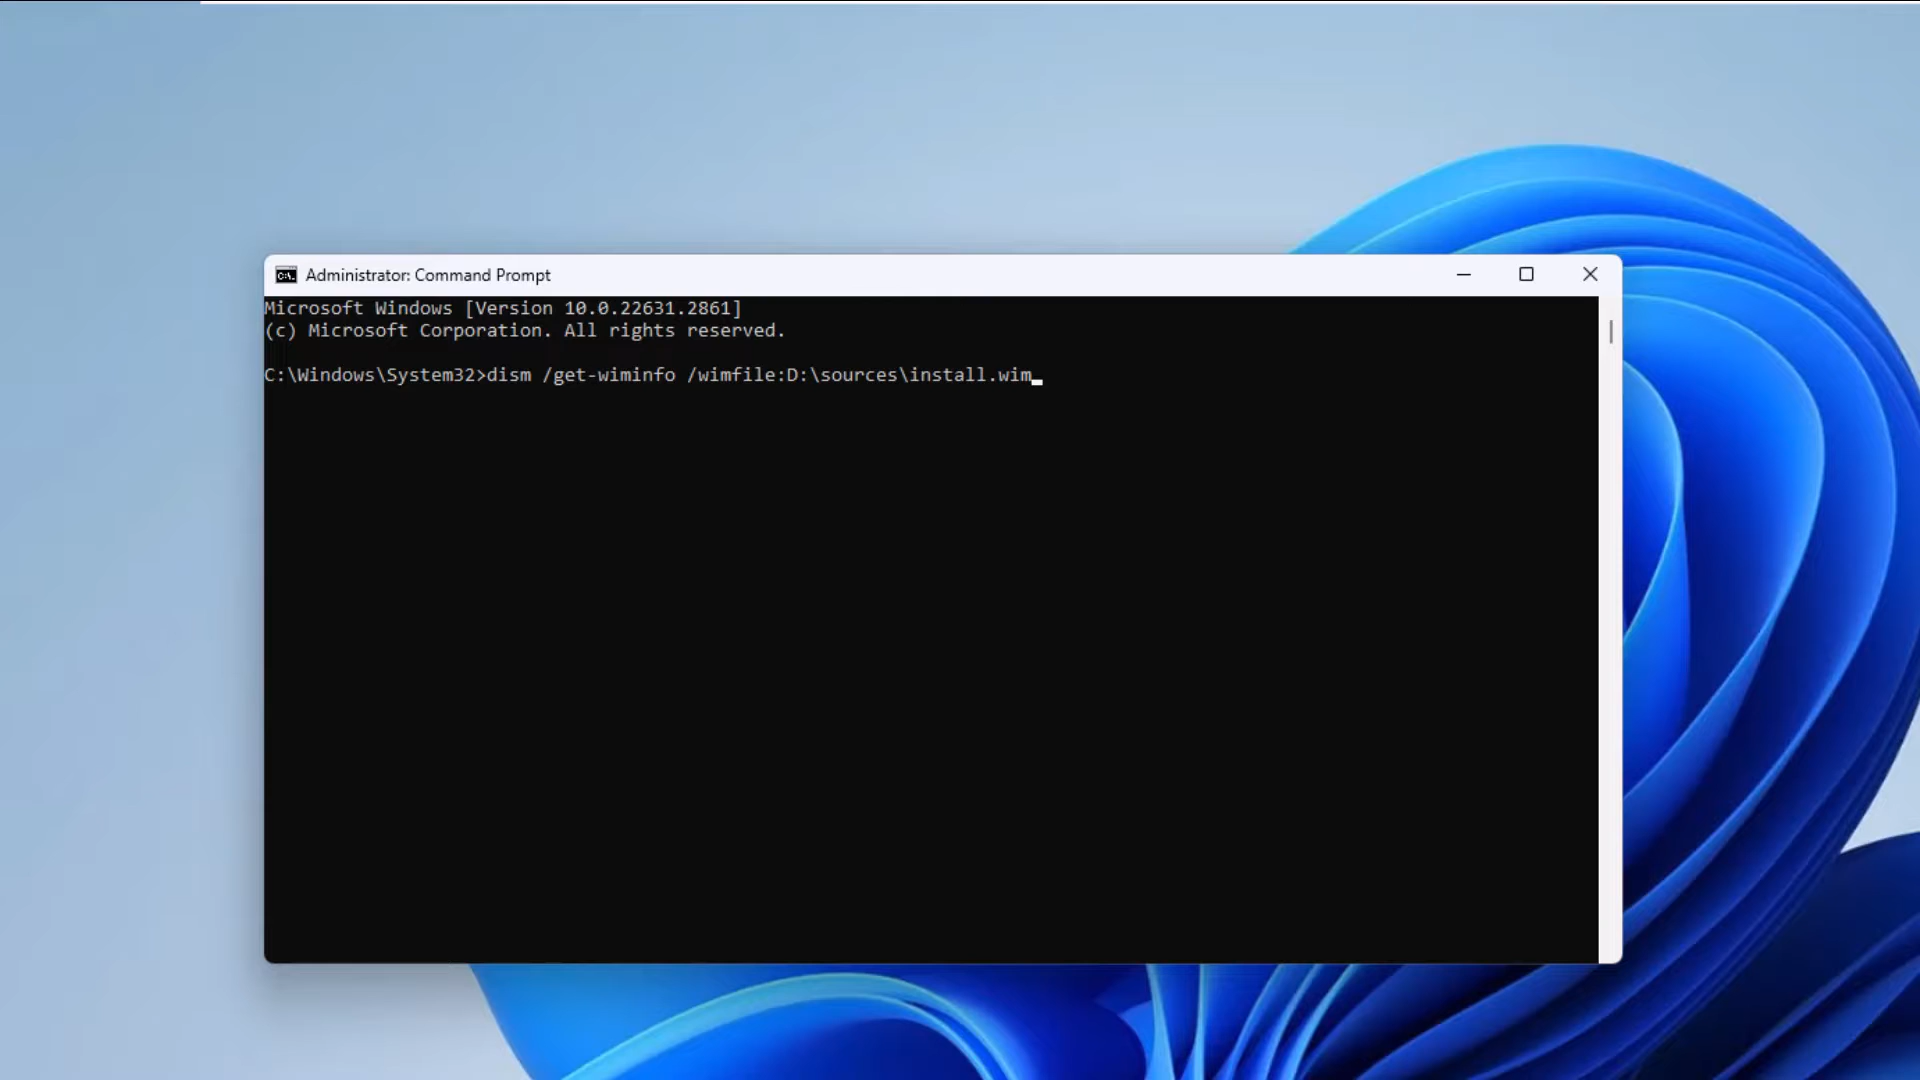 Administrator: Command Prompt
Microsoft Windows [Version 10.0.22631.2861]
(c) Microsoft Corporation. All rights reserved.
C:\Windows\System32>dism /get-wiminfo /wimfile:D:\sources\install.wim